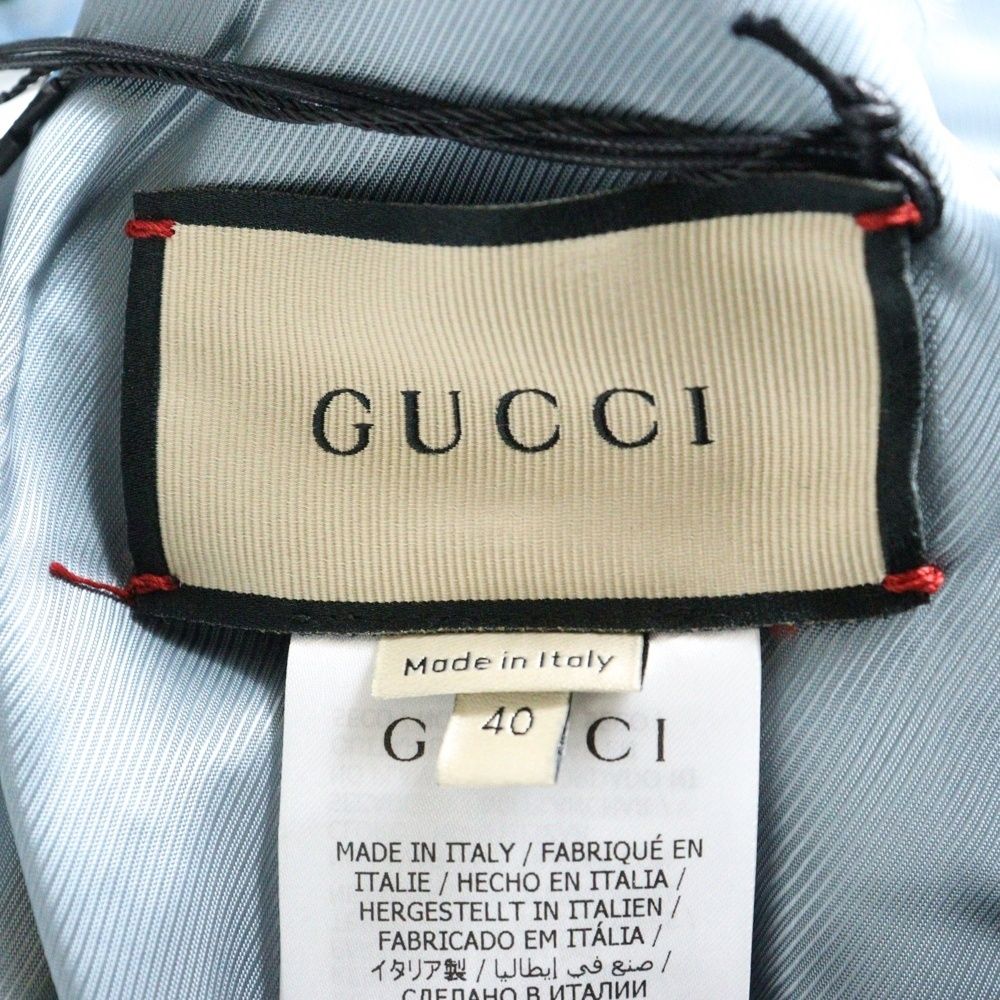 GUCCI
Made in Italy
40
G CI
MADE IN ITALY / FABRIQUÉ EN
ITALIE / HECHO EN ITALIA /
HERGESTELLT IN ITALIEN /
FABRICADO EM ITÁLIA /
イタリア製 / صنع في إيطاليا /
СДЕЛАНО В ИТАЛИИ